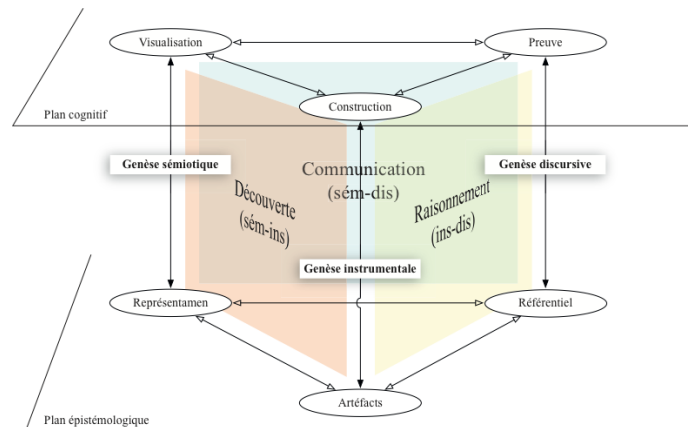 Visualisation
Preuve
Construction
Plan cognitif
Genèse sémiotique
Communication
(sém-dis)
Genèse discursive
Découverte
(sém-ins)
Raisonnement
(ins-dis)
Genèse instrumentale
Représentamen
Référentiel
Artéfacts
Plan épistémologique